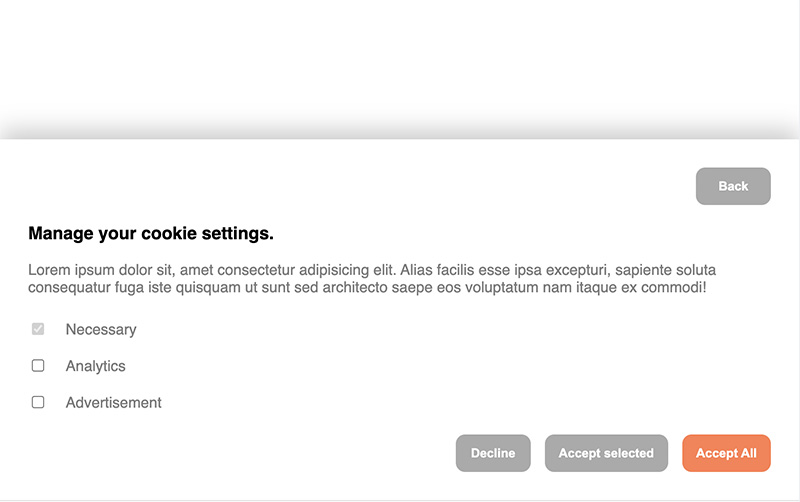 Back
Manage your cookie settings.
Lorem ipsum dolor sit, amet consectetur adipisicing elit. Alias facilis esse ipsa excepturi, sapiente soluta
consequatur fuga iste quisquam ut sunt sed architecto saepe eos voluptatum nam itaque ex commodi!
Necessary
Analytics
Advertisement
Decline Accept selected Accept All